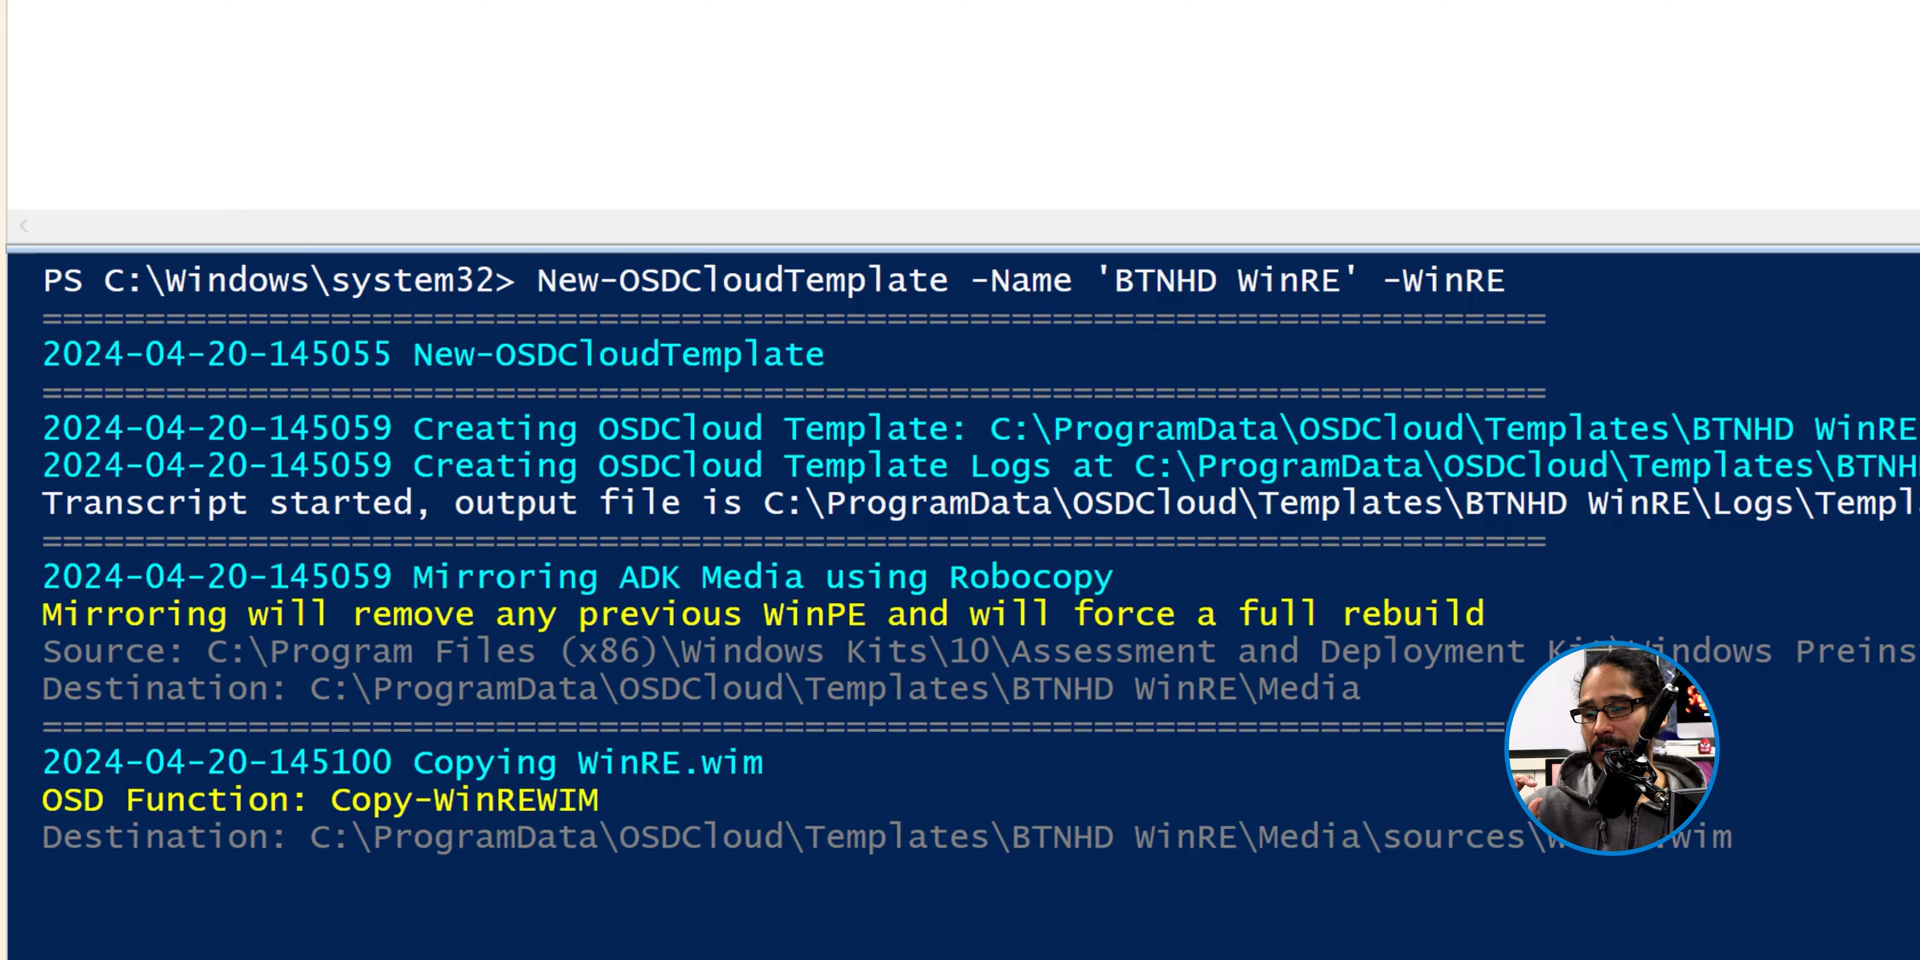 PS C:\Windows\system32> New-OSDCloudTemplate -Name 'BTNHD WinRE' -WinRE
=========================================================================
2024-04-20-145055 New-OSDCloudTemplate
=========================================================================
2024-04-20-145059 Creating OSDCloud Template: C:\ProgramData\OSDCloud\Templates\BTNHD WinRE
2024-04-20-145059 Creating OSDCloud Template Logs at C:\ProgramData\OSDCloud\Templates\BTNH
Transcript started, output file is C:\ProgramData\OSDCloud\Templates\BTNHD WinRE\Logs\Templ
=========================================================================
2024-04-20-145059 Mirroring ADK Media using Robocopy
Mirroring will remove any previous WinPE and will force a full rebuild
Source: C:\Program Files (x86)\Windows Kits\10\Assessment and Deployment Kit\Windows Preins
Destination: C:\ProgramData\OSDCloud\Templates\BTNHD WinRE\Media
=========================================================================
2024-04-20-145100 Copying WinRE.wim
OSD Function: Copy-WinREWIM
Destination: C:\ProgramData\OSDCloud\Templates\BTNHD WinRE\Media\sources\